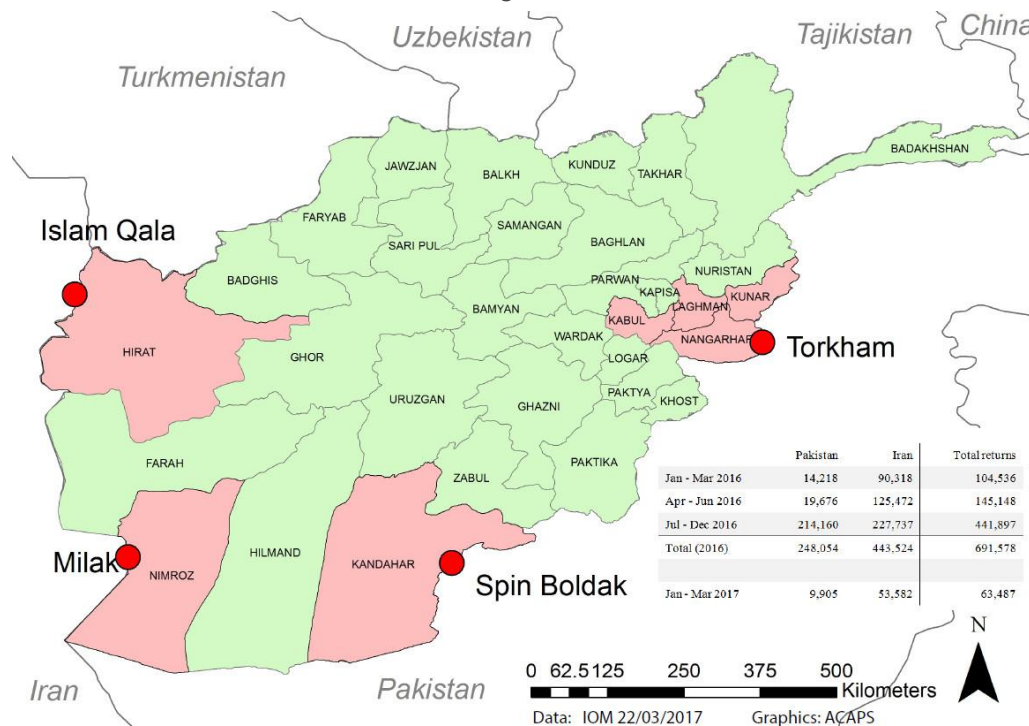 Uzbekistan
Tajikistan
China
Turkmenistan
JAWZJAN
BALKH
KUNDUZ
TAKHAR
BADAKHSHAN
FARYAB
SAMANGAN
Islam Qala
SARI PUL
BAGHLAN
BADGHIS
NURISTAN
PARWAN
KAPISA
KUNAR
BAMYAN
LAGHMAN
KABUL
HIRAT
GHOR
WARDAK
NANGARHAR
Torkham
LOGAR
URUZGAN
GHAZNI
PAKTYA
KHOST
FARAH
ZABUL
PAKTIKA
Pakistan Iran Total returns
Jan - Mar 2016 14,218 90,318 104,536
Apr - Jun 2016 19,676 125,472 145,148
Jul - Dec 2016 214,160 227,737 441,897
Total (2016) 248,054 443,524 691,578
Jan - Mar 2017 9,905 53,582 63,487
Milak
NIMROZ
HILMAND
KANDAHAR
Spin Boldak
N
Iran
Pakistan
0 62.5 125 250 375 500
Kilometers
Data: IOM 22/03/2017 Graphics: ACAPS